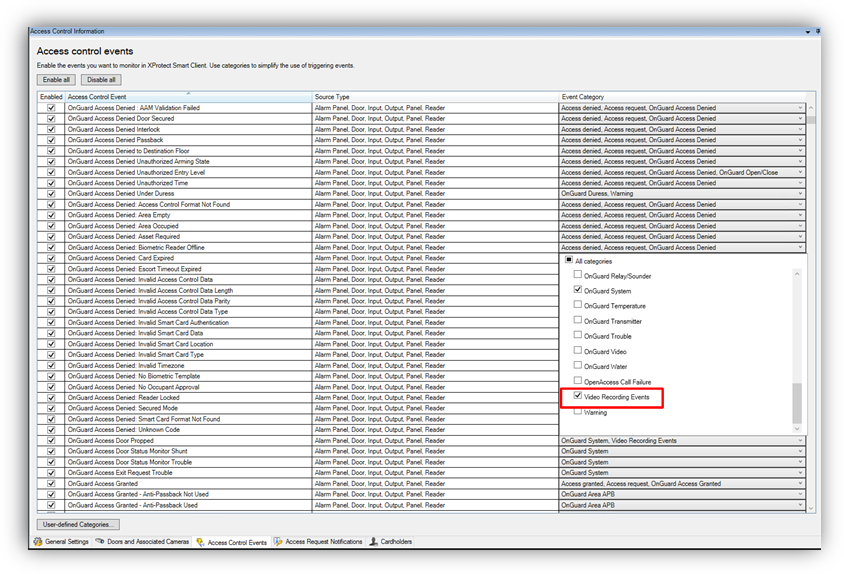 Access Control Information
Access control events
Enable the events you want to monitor in XProtect Smart Client. Use categories to simplify the use of triggering events.
Enable all Disable all
Enabled Access Control Event Source Type Event Category
OnGuard Access Denied : AAM Validation Failed Alarm Panel, Door, Input, Output, Panel, Reader Access denied, Access request, OnGuard Access Denied
OnGuard Access Denied Door Secured Alarm Panel, Door, Input, Output, Panel, Reader Access denied, Access request, OnGuard Access Denied
OnGuard Access Denied Interlock Alarm Panel, Door, Input, Output, Panel, Reader Access denied, Access request, OnGuard Access Denied
OnGuard Access Denied Passback Alarm Panel, Door, Input, Output, Panel, Reader Access denied, Access request, OnGuard Access Denied
OnGuard Access Denied to Destination Floor Alarm Panel, Door, Input, Output, Panel, Reader Access denied, Access request, OnGuard Access Denied
OnGuard Access Denied Unauthorized Arming State Alarm Panel, Door, Input, Output, Panel, Reader Access denied, Access request, OnGuard Access Denied
OnGuard Access Denied Unauthorized Entry Level Alarm Panel, Door, Input, Output, Panel, Reader Access denied, Access request, OnGuard Access Denied, OnGuard Open/Close
OnGuard Access Denied Unauthorized Time Alarm Panel, Door, Input, Output, Panel, Reader Access denied, Access request, OnGuard Access Denied
OnGuard Access Denied Under Duress Alarm Panel, Door, Input, Output, Panel, Reader OnGuard Duress, Warning
OnGuard Access Denied: Access Control Format Not Found Alarm Panel, Door, Input, Output, Panel, Reader Access denied, Access request, OnGuard Access Denied
OnGuard Access Denied: Area Empty Alarm Panel, Door, Input, Output, Panel, Reader Access denied, Access request, OnGuard Access Denied
OnGuard Access Denied: Area Occupied Alarm Panel, Door, Input, Output, Panel, Reader Access denied, Access request, OnGuard Access Denied
OnGuard Access Denied: Asset Required Alarm Panel, Door, Input, Output, Panel, Reader Access denied, Access request, OnGuard Access Denied
OnGuard Access Denied: Biometric Reader Offline Alarm Panel, Door, Input, Output, Panel, Reader Access denied, Access request, OnGuard Access Denied
OnGuard Access Denied: Card Expired Alarm Panel, Door, Input, Output, Panel, Reader All categories
OnGuard Access Denied: Escort Timeout Expired Alarm Panel, Door, Input, Output, Panel, Reader OnGuard Relay/Sounder
OnGuard Access Denied: Invalid Access Control Data Alarm Panel, Door, Input, Output, Panel, Reader
OnGuard Access Denied: Invalid Access Control Data Length Alarm Panel, Door, Input, Output, Panel, Reader OnGuard System
OnGuard Access Denied: Invalid Access Control Data Parity Alarm Panel, Door, Input, Output, Panel, Reader OnGuard Temperature
OnGuard Access Denied: Invalid Access Control Data Type Alarm Panel, Door, Input, Output, Panel, Reader
OnGuard Access Denied: Invalid Smart Card Authentication Alarm Panel, Door, Input, Output, Panel, Reader OnGuard Transmitter
OnGuard Access Denied: Invalid Smart Card Data Alarm Panel, Door, Input, Output, Panel, Reader OnGuard Trouble
OnGuard Access Denied: Invalid Smart Card Location Alarm Panel, Door, Input, Output, Panel, Reader
OnGuard Access Denied: Invalid Smart Card Type Alarm Panel, Door, Input, Output, Panel, Reader OnGuard Video
OnGuard Access Denied: Invalid Timezone Alarm Panel, Door, Input, Output, Panel, Reader OnGuard Water
OnGuard Access Denied: No Biometric Template Alarm Panel, Door, Input, Output, Panel, Reader
OnGuard Access Denied: No Occupant Approval Alarm Panel, Door, Input, Output, Panel, Reader OpenAccess Call Failure
OnGuard Access Denied: Reader Locked Alarm Panel, Door, Input, Output, Panel, Reader Video Recording Events
OnGuard Access Denied: Secured Mode Alarm Panel, Door, Input, Output, Panel, Reader Warning
OnGuard Access Denied: Smart Card Format Not Found Alarm Panel, Door, Input, Output, Panel, Reader
OnGuard Access Denied: Unknown Code Alarm Panel, Door, Input, Output, Panel, Reader
OnGuard Access Door Propped Alarm Panel, Door, Input, Output, Panel, Reader OnGuard System, Video Recording Events
OnGuard Access Door Status Monitor Shunt Alarm Panel, Door, Input, Output, Panel, Reader OnGuard System
OnGuard Access Door Status Monitor Trouble Alarm Panel, Door, Input, Output, Panel, Reader OnGuard System
OnGuard Access Exit Request Trouble Alarm Panel, Door, Input, Output, Panel, Reader OnGuard System
OnGuard Access Granted Alarm Panel, Door, Input, Output, Panel, Reader Access granted, Access request, OnGuard Access Granted
OnGuard Access Granted - Anti-Passback Not Used Alarm Panel, Door, Input, Output, Panel, Reader OnGuard Area APB
OnGuard Access Granted - Anti-Passback Used Alarm Panel, Door, Input, Output, Panel, Reader OnGuard Area APB
User-defined Categories...
General Settings Doors and Associated Cameras Access Control Events Access Request Notifications Cardholders